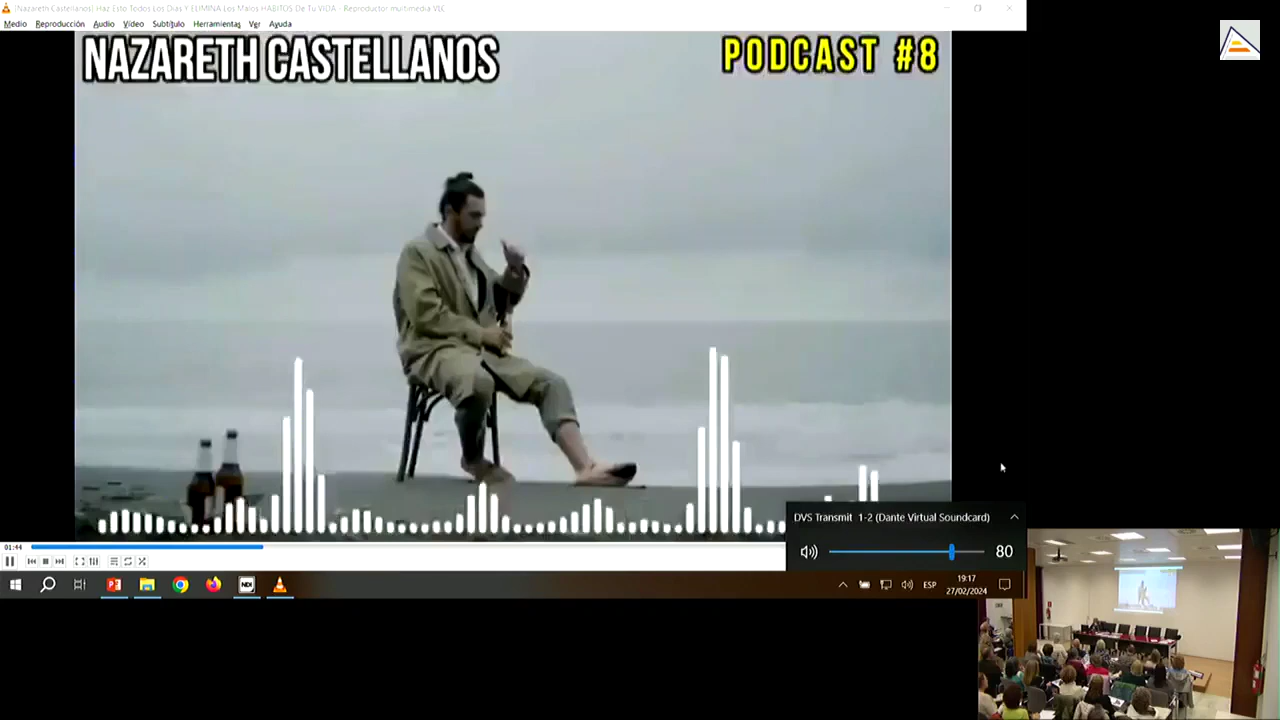 [Nazareth Castellanos] Haz Esto Todos Los Dias Y ELIMINA Los Malos HABITOS De Tu VIDA - Reproductor multimedia VLC
Medio Reproducción Audio Vídeo Subtítulo Herramientas Ver Ayuda
NAZARETH CASTELLANOS
PODCAST #8
DVS Transmit 1-2 (Dante Virtual Soundcard)
01:44
80
ESP
19:17
27/02/2024